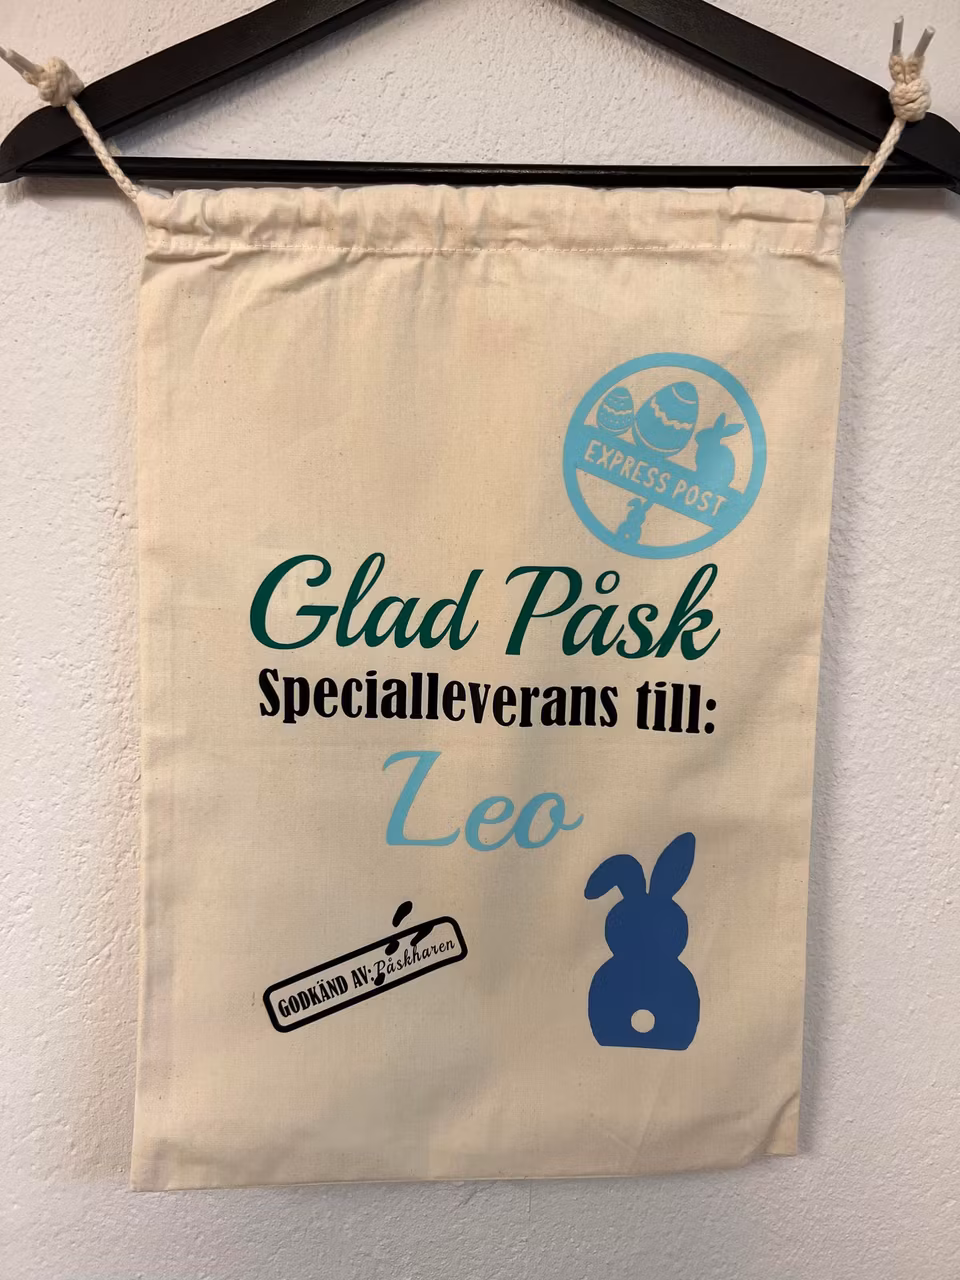 EXPRESS POST
Glad Påsk
Specialleverans till:
Leo
GODKÄND AV: Påskharen